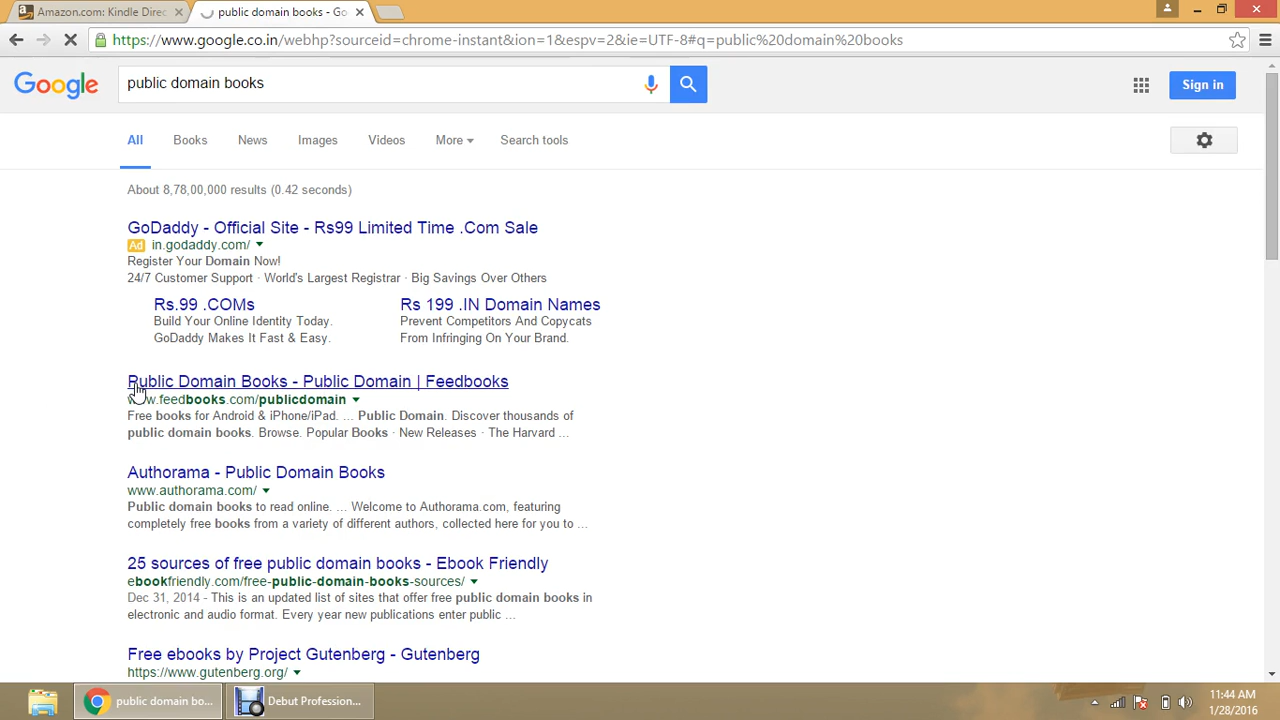 Amazon.com: Kindle Direc
public domain books - Go
https://www.google.co.in/webhp?sourceid=chrome-instant&ion=1&espv=2&ie=UTF-8#q=public%20domain%20books
Google
public domain books
Sign in
All Books News Images Videos More Search tools
About 8,78,00,000 results (0.42 seconds)
GoDaddy - Official Site - Rs99 Limited Time .Com Sale
Ad in.godaddy.com/
Register Your Domain Now!
24/7 Customer Support · World's Largest Registrar · Big Savings Over Others
Rs.99 .COMs
Build Your Online Identity Today.
GoDaddy Makes It Fast & Easy.
Rs 199 .IN Domain Names
Prevent Competitors And Copycats
From Infringing On Your Brand.
Public Domain Books - Public Domain | Feedbooks
www.feedbooks.com/publicdomain
Free books for Android & iPhone/iPad. ... Public Domain. Discover thousands of
public domain books. Browse. Popular Books · New Releases · The Harvard ...
Authorama - Public Domain Books
www.authorama.com/
Public domain books to read online. ... Welcome to Authorama.com, featuring
completely free books from a variety of different authors, collected here for you to ...
25 sources of free public domain books - Ebook Friendly
ebookfriendly.com/free-public-domain-books-sources/
Dec 31, 2014 - This is an updated list of sites that offer free public domain books in
electronic and audio format. Every year new publications enter public ...
Free ebooks by Project Gutenberg - Gutenberg
https://www.gutenberg.org/
public domain bo...
Debut Profession...
11:44 AM
1/28/2016